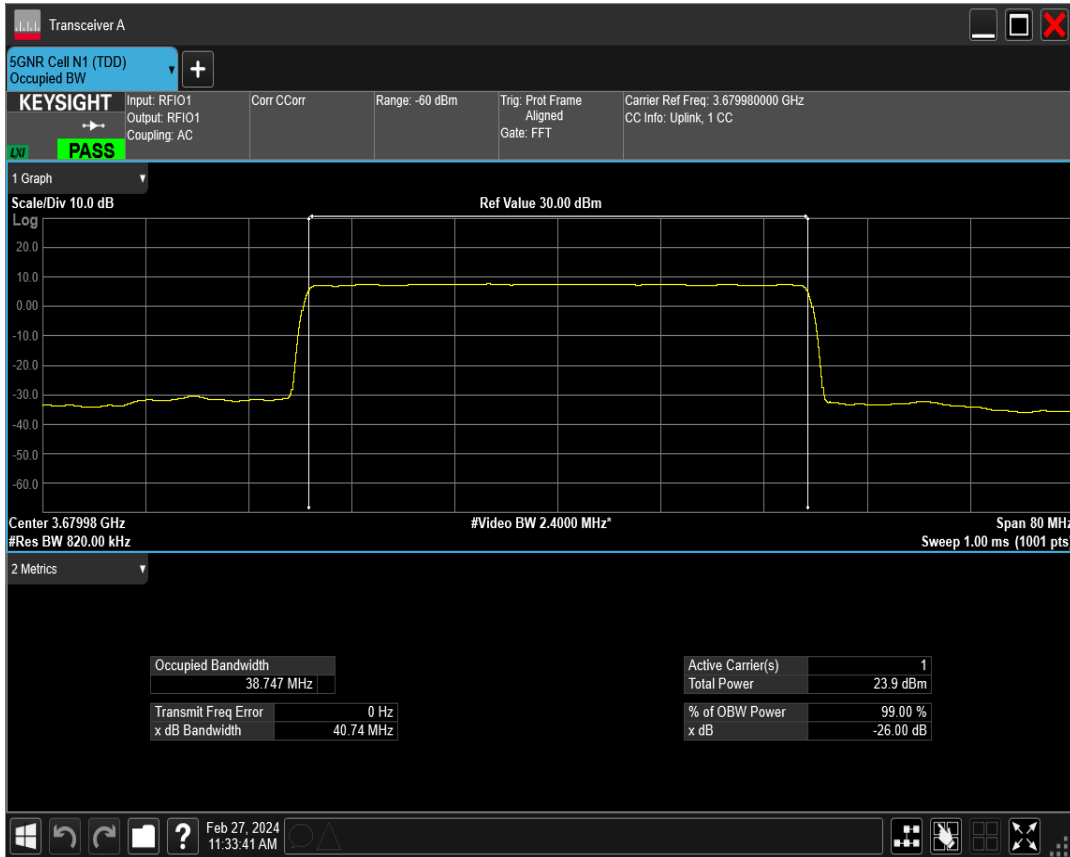 Transceiver A
5GNR Cell N1 (TDD)
Occupied BW
+
KEYSIGHT
LXI
PASS
Input: RFIO1
Output: RFIO1
Coupling: AC
Corr CCorr
Range: -60 dBm
Trig: Prot Frame
Aligned
Gate: FFT
Carrier Ref Freq: 3.679980000 GHz
CC Info: Uplink, 1 CC
1 Graph
Scale/Div 10.0 dB
Ref Value 30.00 dBm
Log
20.0
10.0
0.00
-10.0
-20.0
-30.0
-40.0
-50.0
-60.0
Center 3.67998 GHz
#Video BW 2.4000 MHz*
Span 80 MHz
#Res BW 820.00 kHz
Sweep 1.00 ms (1001 pts)
2 Metrics
Occupied Bandwidth
38.747 MHz
Transmit Freq Error 0 Hz
x dB Bandwidth 40.74 MHz
Active Carrier(s) 1
Total Power 23.9 dBm
% of OBW Power 99.00 %
x dB -26.00 dB
?
Feb 27, 2024
11:33:41 AM